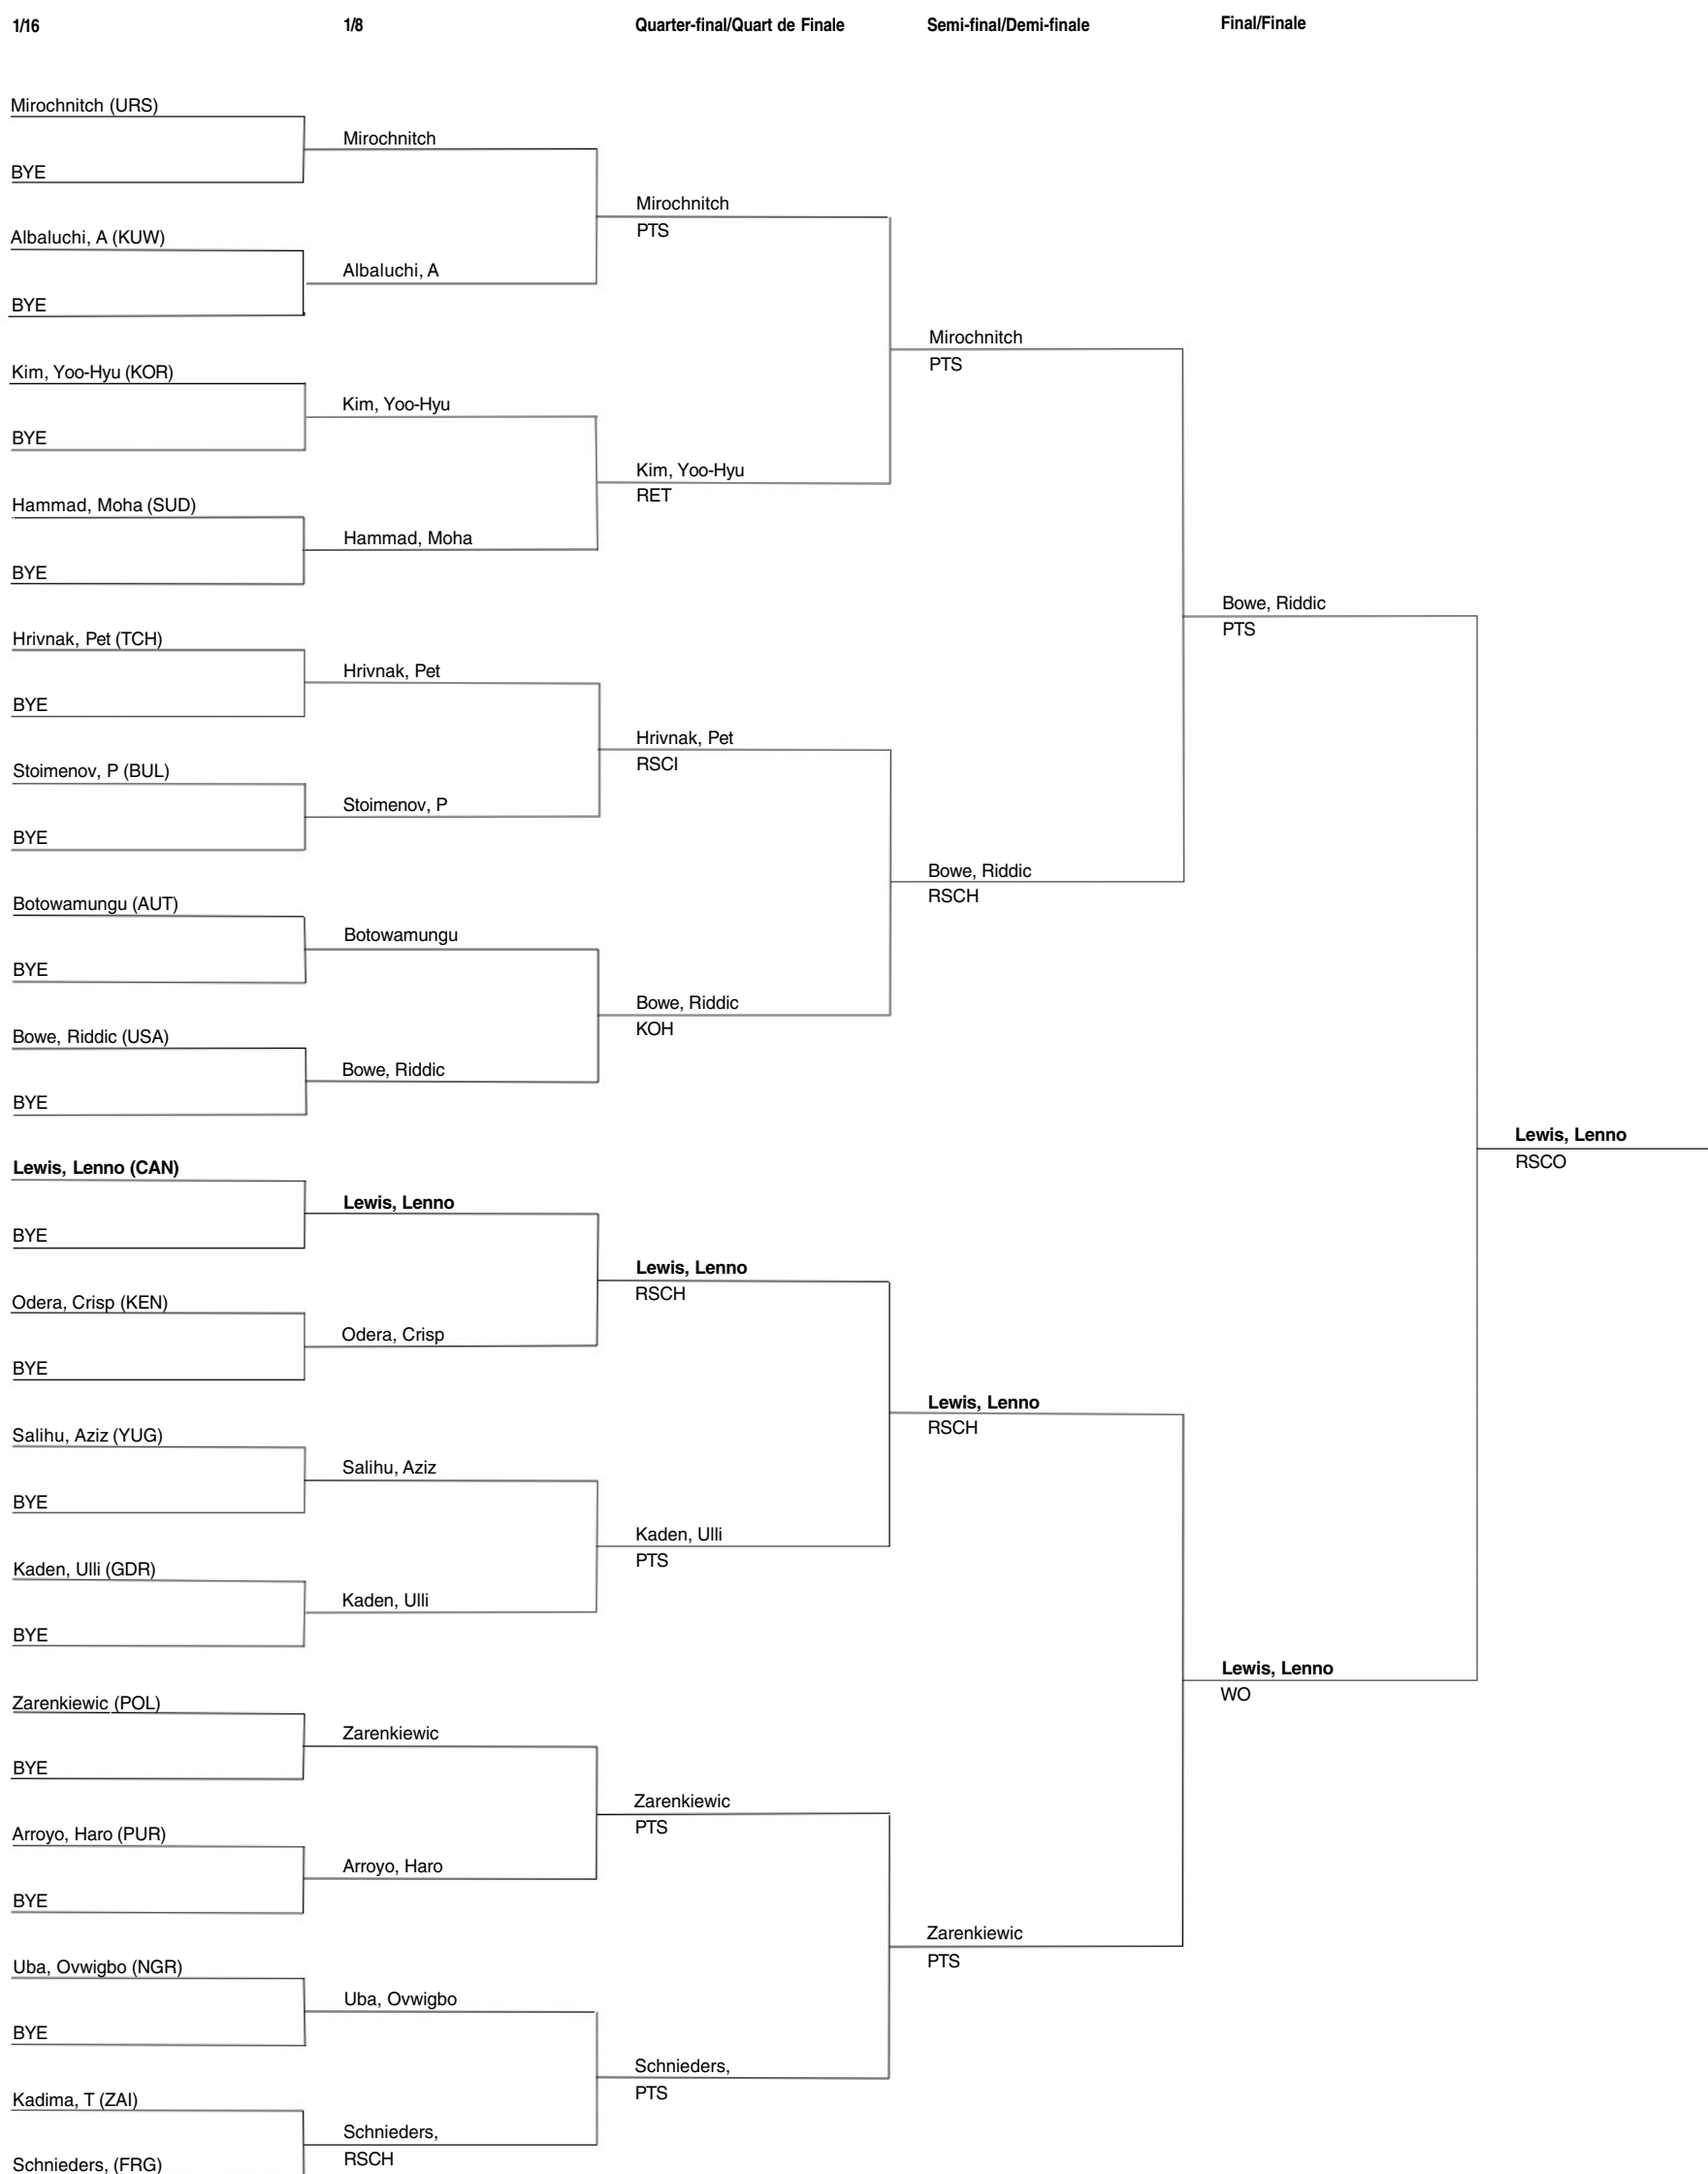 1/16
1/8
Quarter-final/Quart de Finale
Semi-final/Demi-finale
Final/Finale
Mirochnitch (URS)
BYE
Albaluchi, A (KUW)
BYE
Kim, Yoo-Hyu (KOR)
BYE
Hammad, Moha (SUD)
BYE
Hrivnak, Pet (TCH)
BYE
Stoimenov, P (BUL)
BYE
Botowamungu (AUT)
BYE
Bowe, Riddic (USA)
BYE
Lewis, Lenno (CAN)
BYE
Odera, Crisp (KEN)
BYE
Salihu, Aziz (YUG)
BYE
Kaden, Ulli (GDR)
BYE
Zarenkiewic (POL)
BYE
Arroyo, Haro (PUR)
BYE
Uba, Ovwigbo (NGR)
BYE
Kadima, T (ZAI)
Schnieders, (FRG)
Mirochnitch
Albaluchi, A
Kim, Yoo-Hyu
Hammad, Moha
Hrivnak, Pet
Stoimenov, P
Botowamungu
Bowe, Riddic
Lewis, Lenno
Odera, Crisp
Salihu, Aziz
Kaden, Ulli
Zarenkiewic
Arroyo, Haro
Uba, Ovwigbo
Schnieders,
RSCH
Mirochnitch
PTS
Kim, Yoo-Hyu
RET
Hrivnak, Pet
RSCI
Bowe, Riddic
KOH
Lewis, Lenno
RSCH
Kaden, Ulli
PTS
Zarenkiewic
PTS
Schnieders,
PTS
Mirochnitch
PTS
Bowe, Riddic
RSCH
Lewis, Lenno
RSCH
Zarenkiewic
PTS
Bowe, Riddic
PTS
Lewis, Lenno
WO
Lewis, Lenno
RSCO